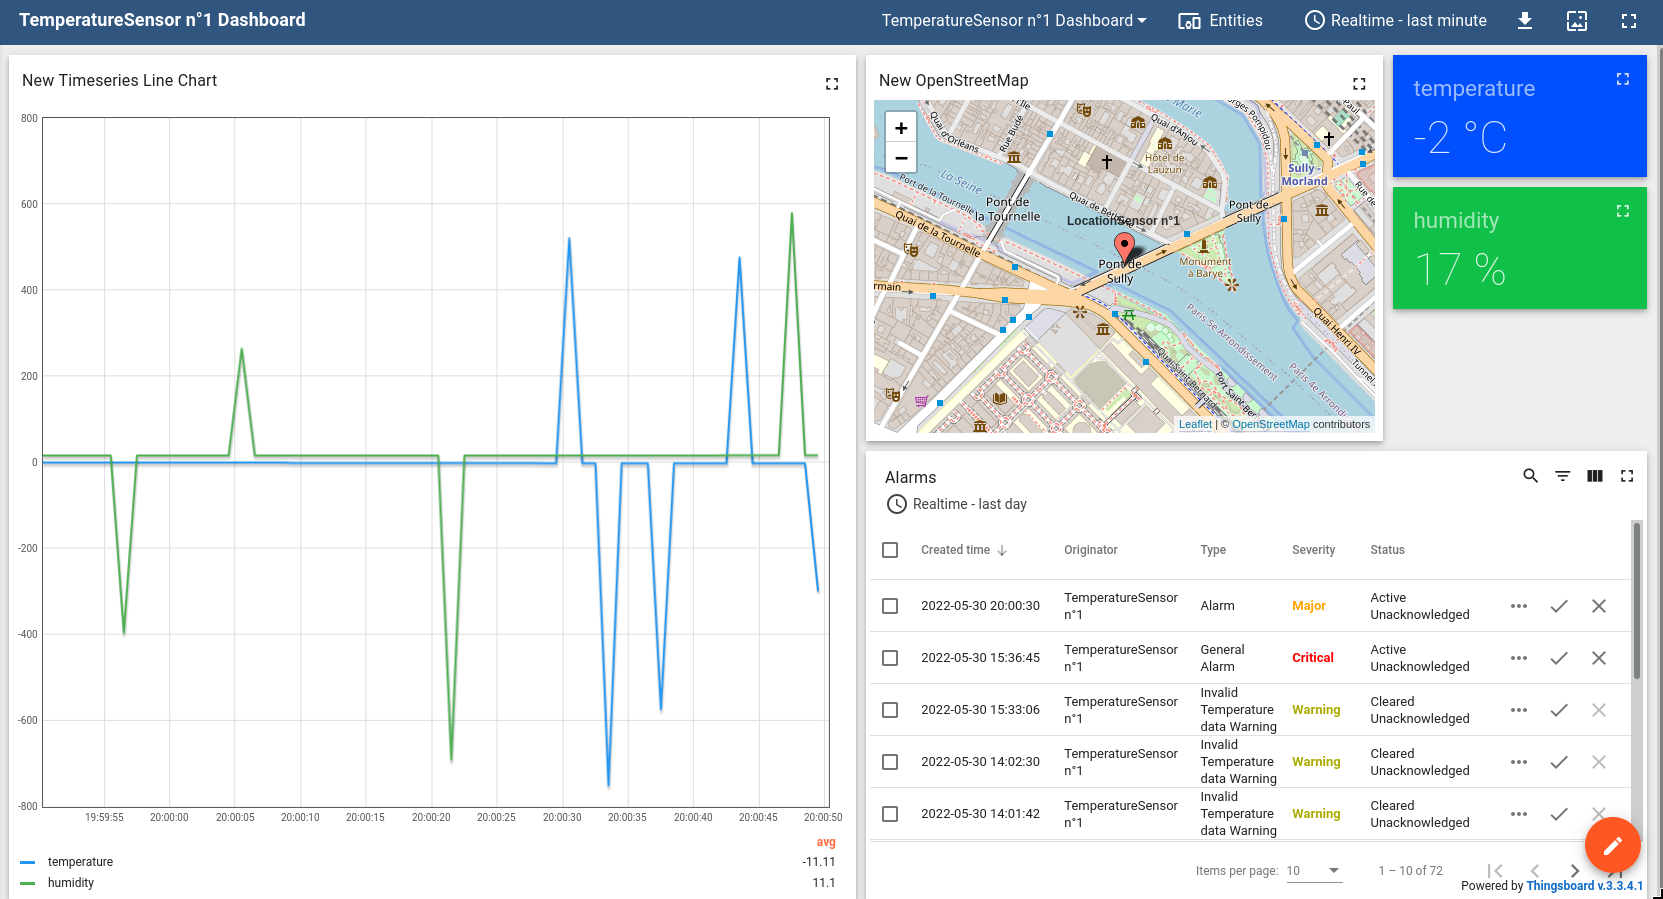 TemperatureSensor n°1 Dashboard
TemperatureSensor n°1 Dashboard
Entities
Realtime - last minute
New Timeseries Line Chart
800
600
400
200
0
-200
-400
-600
-800
19:59:55
20:00:00
20:00:05
20:00:10
20:00:15
20:00:20
20:00:25
20:00:30
20:00:35
20:00:40
20:00:45
20:00:50
avg
temperature
-11.11
humidity
11.1
New OpenStreetMap
+
−
Quai d'Orléans
Rue Budé
Marie
Quai d'Anjou
Hôtel de
Lauzun
Sully -
Morland
La Seine
Port de la Tournelle
Pont de
la Tournelle
Quai de la Tournelle
Quai de Béthune
Pont de
Sully
LocationSensor n°1
Pont de
Sully
Monument
à Barye
rmain
Paris 5e Arrondissement
Paris 4e Arrondissement
Quai Henri IV
Quai Saint-Bernard
Port Saint-Bernard
Leaflet | © OpenStreetMap contributors
temperature
-2 °C
humidity
17 %
Alarms
Realtime - last day
Created time
Originator
Type
Severity
Status
2022-05-30 20:00:30
TemperatureSensor
n°1
Alarm
Major
Active
Unacknowledged
2022-05-30 15:36:45
TemperatureSensor
n°1
General
Alarm
Critical
Active
Unacknowledged
2022-05-30 15:33:06
TemperatureSensor
n°1
Invalid
Temperature
data Warning
Warning
Cleared
Unacknowledged
2022-05-30 14:02:30
TemperatureSensor
n°1
Invalid
Temperature
data Warning
Warning
Cleared
Unacknowledged
2022-05-30 14:01:42
TemperatureSensor
n°1
Invalid
Temperature
data Warning
Warning
Cleared
Unacknowledged
Items per page:
10
1 – 10 of 72
Powered by Thingsboard v.3.3.4.1